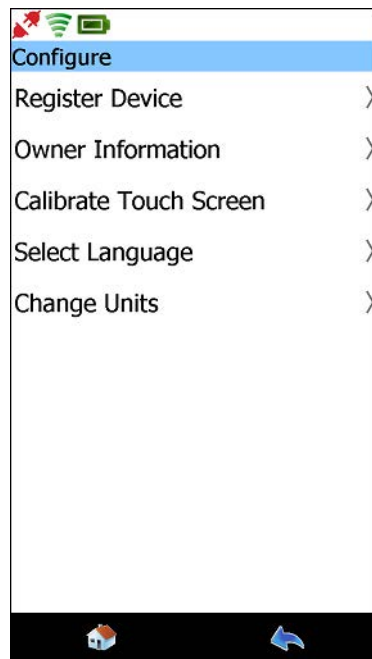 Configure
Register Device
Owner Information
Calibrate Touch Screen
Select Language
Change Units